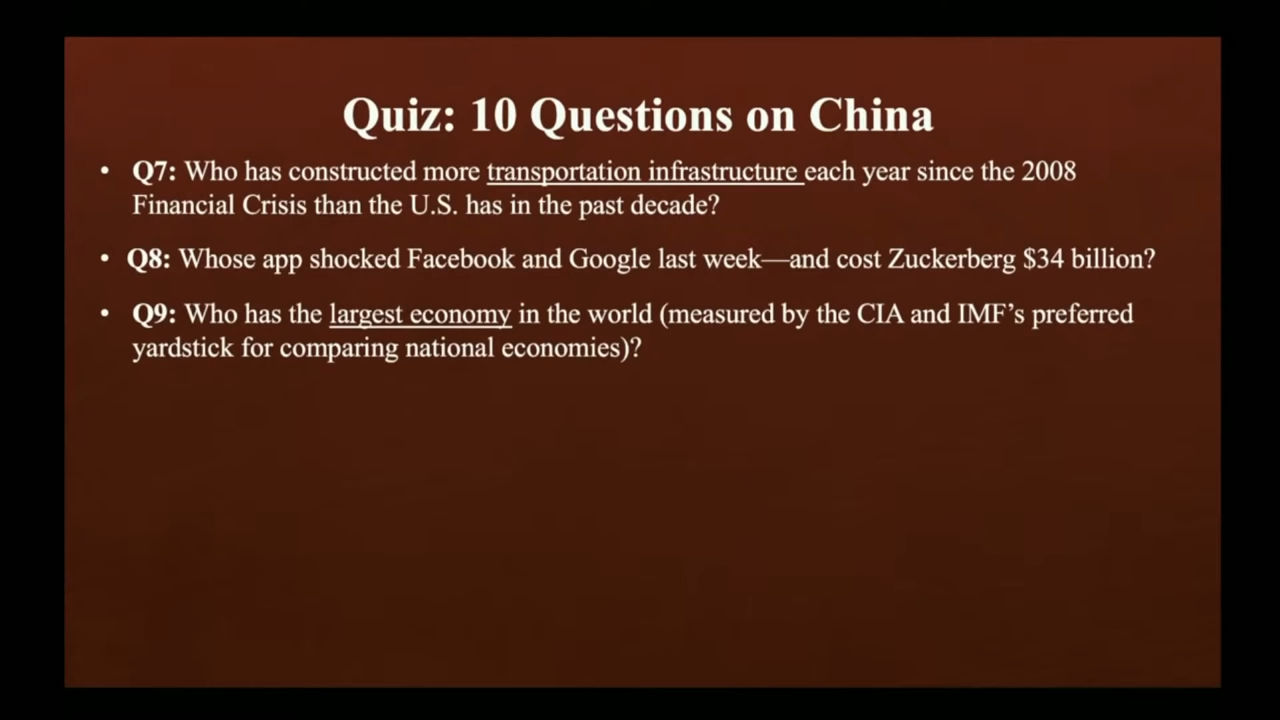 Quiz: 10 Questions on China
• Q7: Who has constructed more transportation infrastructure each year since the 2008
Financial Crisis than the U.S. has in the past decade?
• Q8: Whose app shocked Facebook and Google last week—and cost Zuckerberg $34 billion?
• Q9: Who has the largest economy in the world (measured by the CIA and IMF’s preferred
yardstick for comparing national economies)?